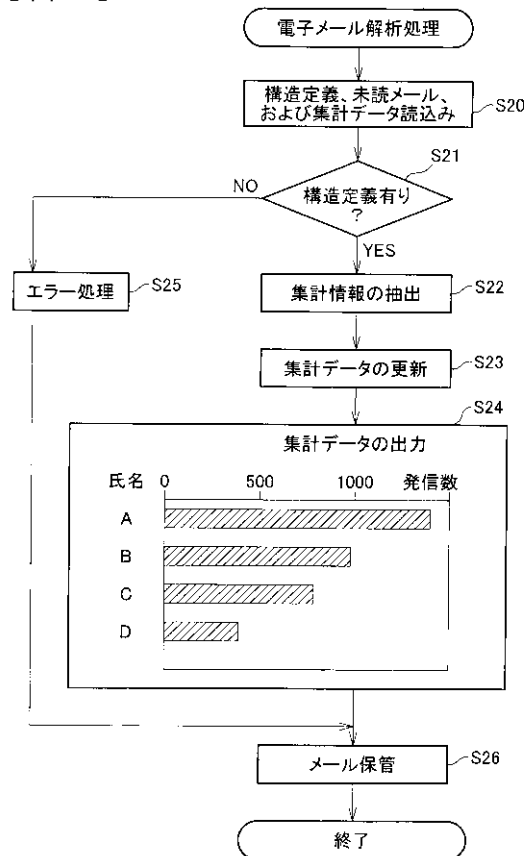 電子メール解析処理
構造定義、未読メール、
および集計データ読込み
S20
S21
NO
構造定義有り
?
YES
エラー処理
S25
集計情報の抽出
S22
集計データの更新
S23
S24
集計データの出力
氏名 0 500 1000 発信数
A
B
C
D
メール保管
S26
終了